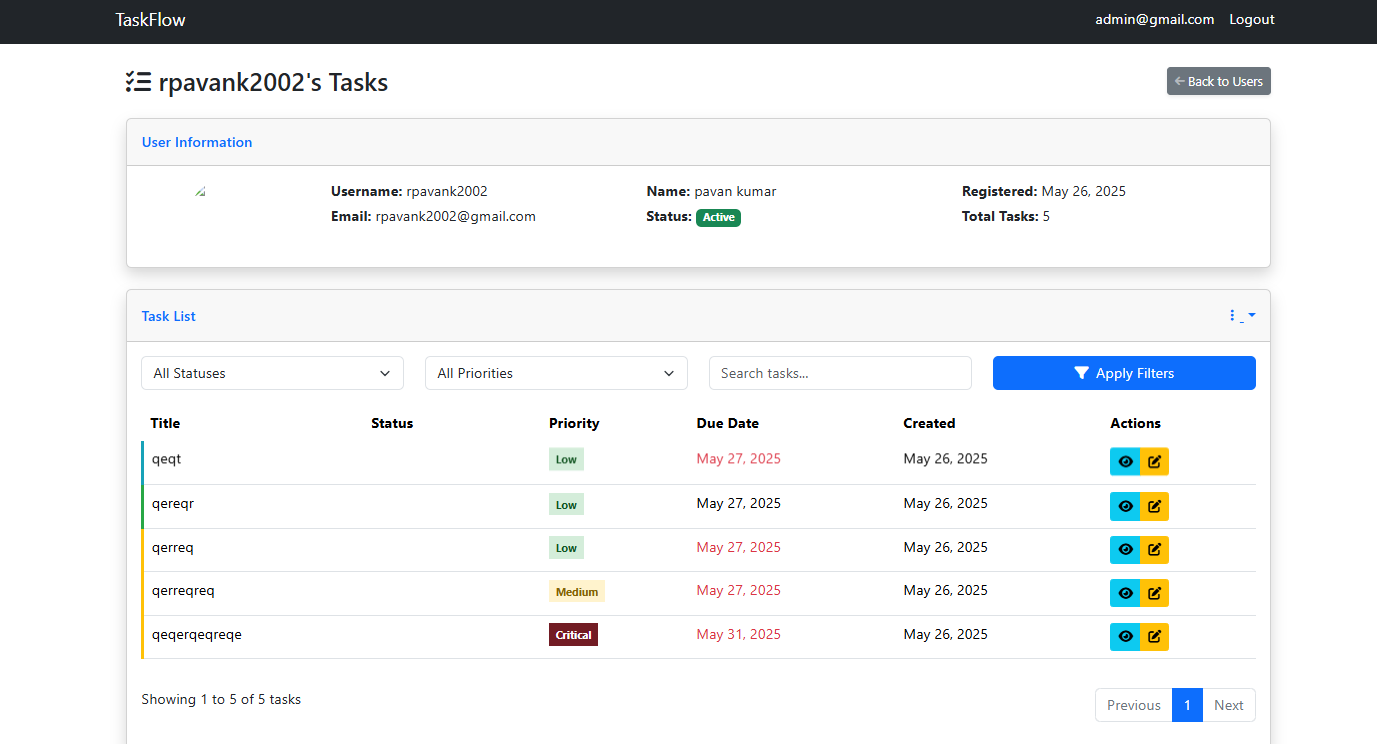 TaskFlow admin@gmail.com Logout
rpavank2002's Tasks Back to Users
User Information
Username: rpavank2002 Name: pavan kumar Registered: May 26, 2025
Email: rpavank2002@gmail.com Status: Active Total Tasks: 5
Task List
All Statuses All Priorities Search tasks... Apply Filters
Title Status Priority Due Date Created Actions
qeqt Low May 27, 2025 May 26, 2025
qereqr Low May 27, 2025 May 26, 2025
qerreq Low May 27, 2025 May 26, 2025
qerreqreq Medium May 27, 2025 May 26, 2025
qeqerqeqreqe Critical May 31, 2025 May 26, 2025
Showing 1 to 5 of 5 tasks Previous 1 Next